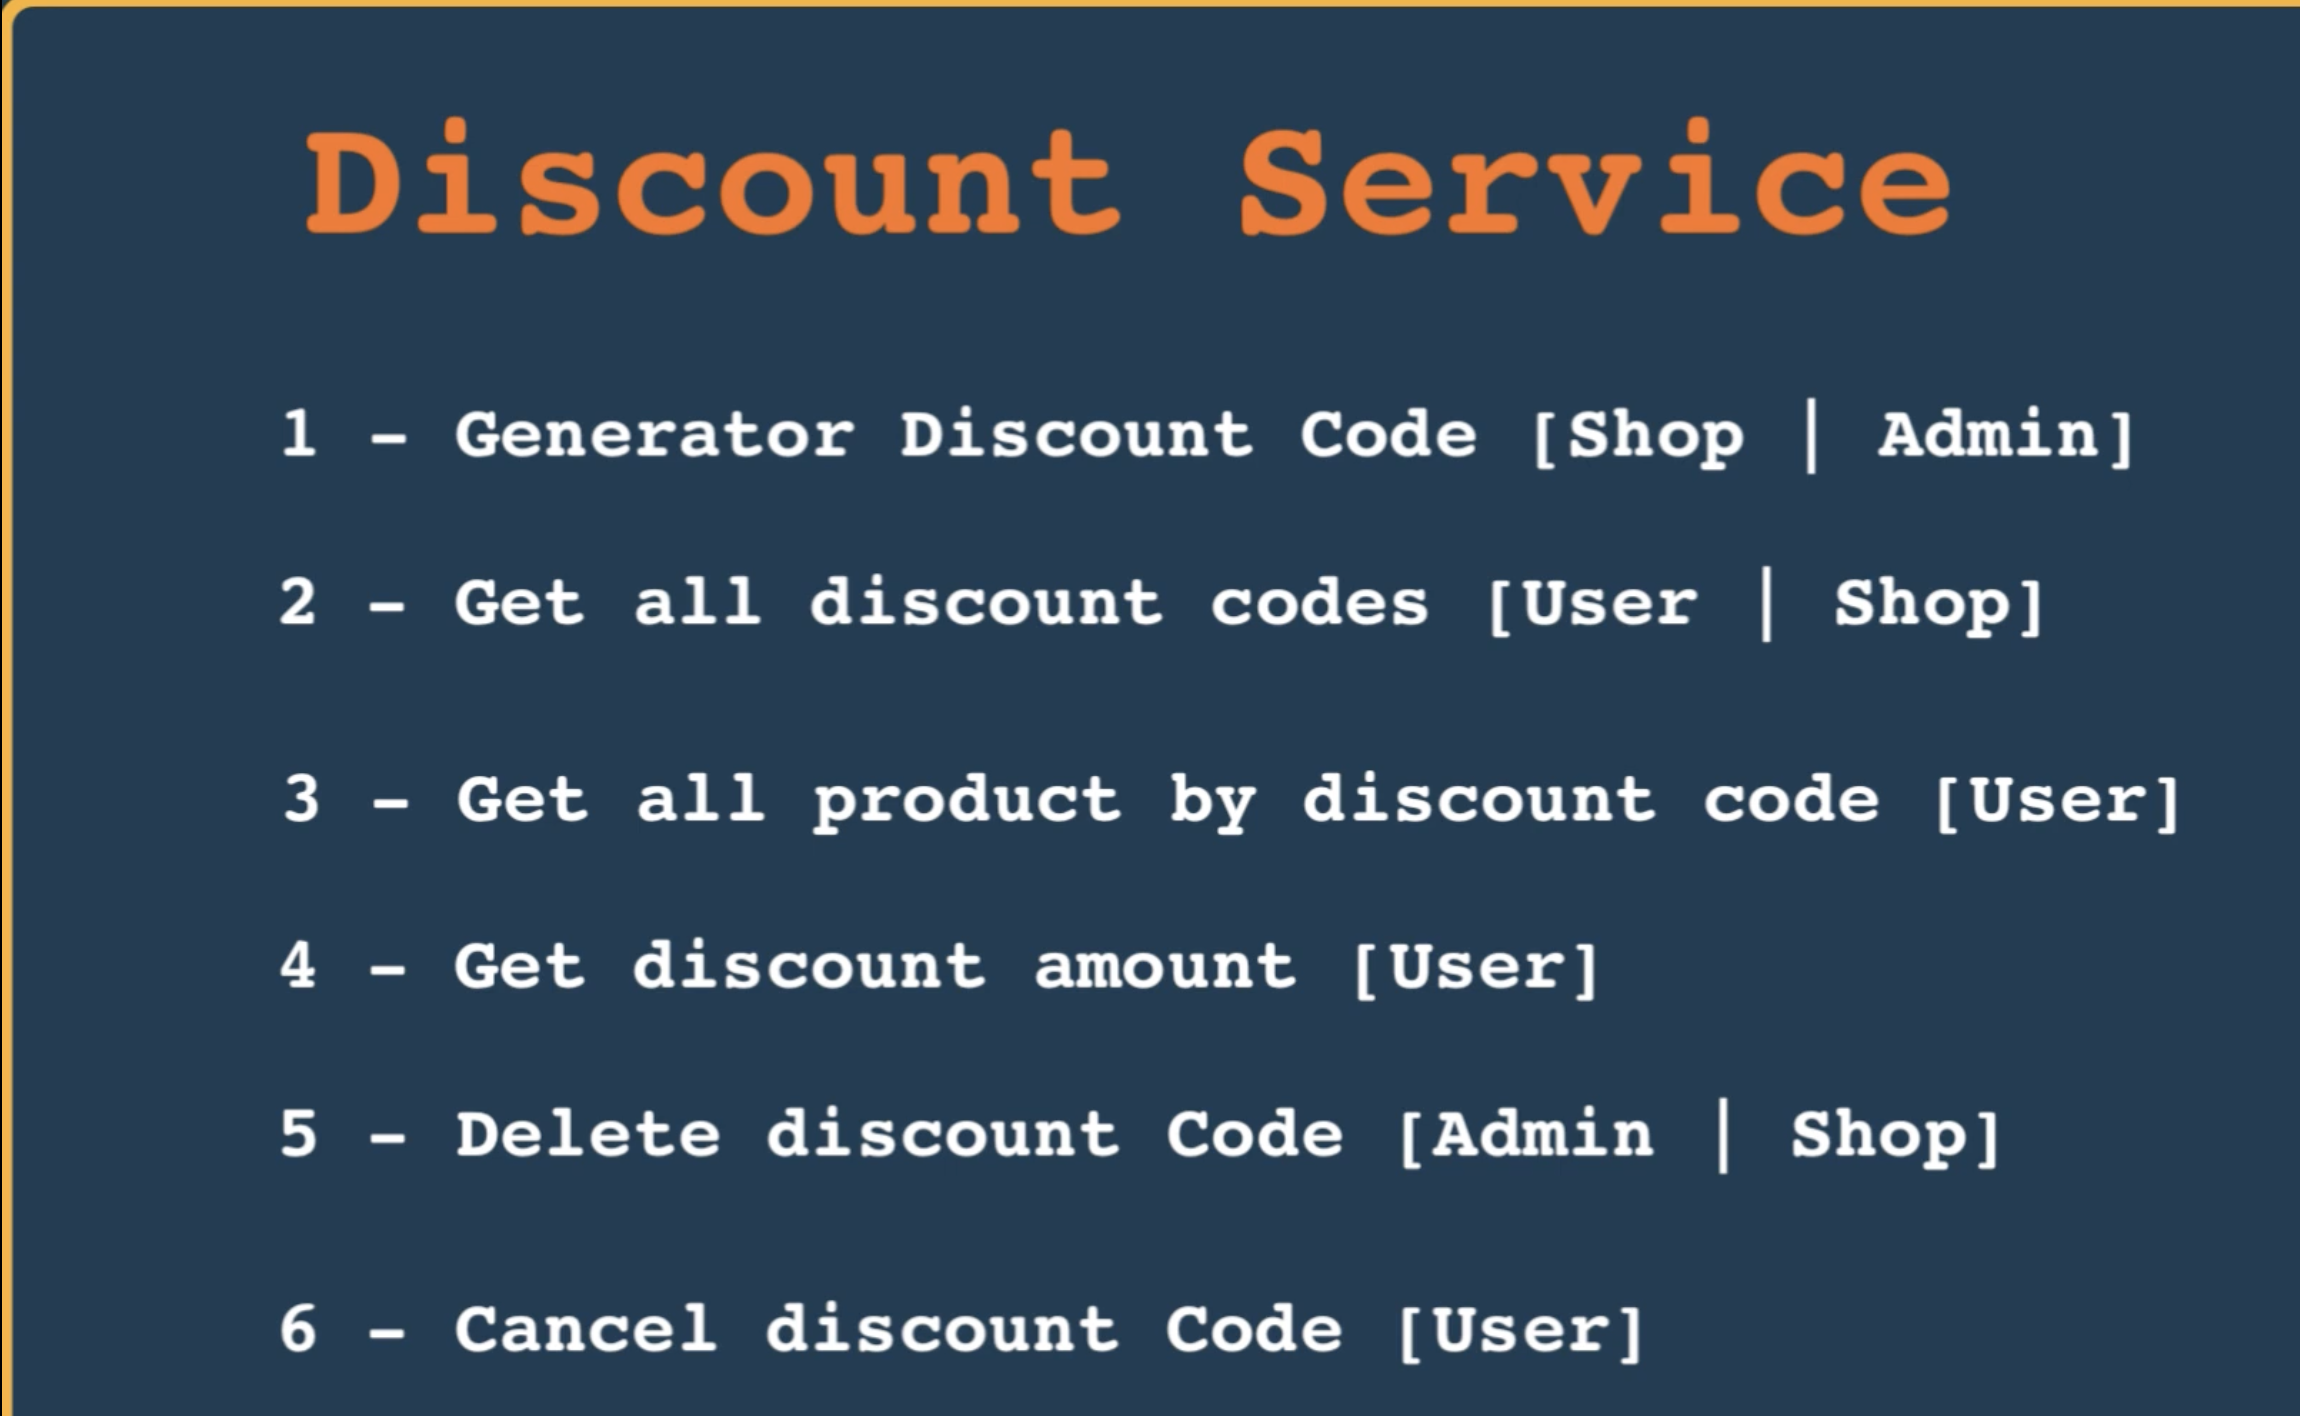 Discount Service
1 - Generator Discount Code [Shop | Admin]
2 - Get all discount codes [User | Shop]
3 - Get all product by discount code [User]
4 - Get discount amount [User]
5 - Delete discount Code [Admin | Shop]
6 - Cancel discount Code [User]